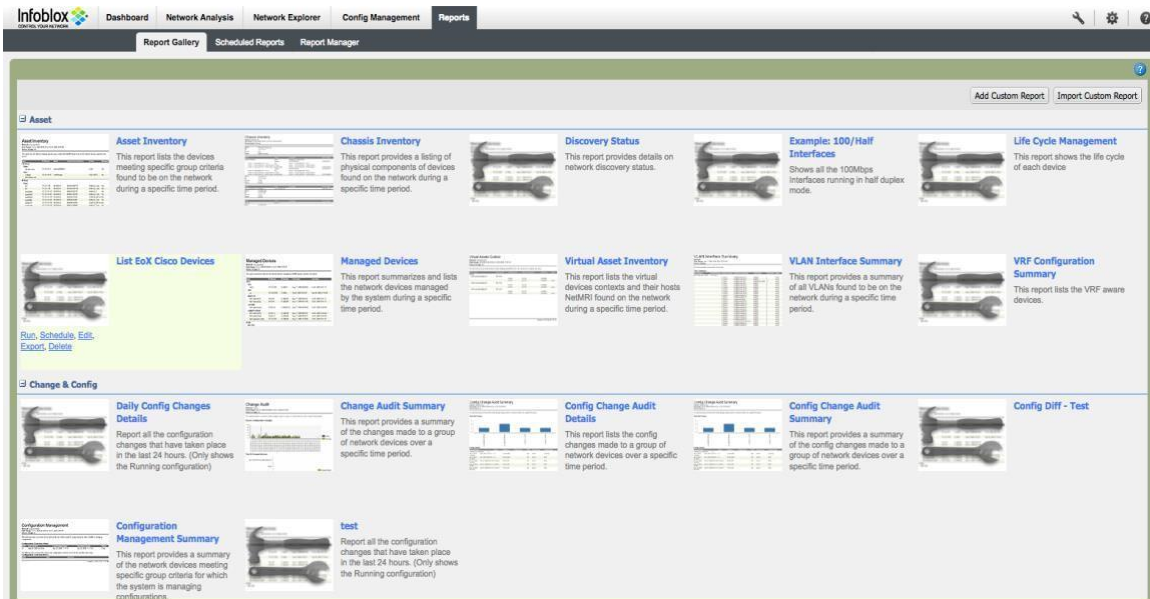 Infoblox
CONTROL YOUR NETWORK
Dashboard
Network Analysis
Network Explorer
Config Management
Reports
Report Gallery
Scheduled Reports
Report Manager
Add Custom Report
Import Custom Report
Asset
Asset Inventory
This report lists the devices
meeting specific group criteria
found to be on the network
during a specific time period.
Chassis Inventory
This report provides a listing of
physical components of devices
found on the network during a
specific time period.
Discovery Status
This report provides details on
network discovery status.
Example: 100/Half
Interfaces
Shows all the 100Mbps
Interfaces running in half duplex
mode.
Life Cycle Management
This report shows the life cycle
of each device
List EoX Cisco Devices
Run, Schedule, Edit,
Export, Delete
Managed Devices
Managed Devices
This report summarizes and lists
the network devices managed
by the system during a specific
time period.
Virtual Asset Inventory
This report lists the virtual
devices contexts and their hosts
NetMRI found on the network
during a specific time period.
VLAN Interface Summary
This report provides a summary
of all VLANs found to be on the
network during a specific time
period.
VRF Configuration
Summary
This report lists the VRF aware
devices.
Change & Config
Daily Config Changes
Details
Report all the configuration
changes that have taken place
in the last 24 hours. (Only shows
the Running configuration)
Change Audit
Change Audit Summary
This report provides a summary
of the changes made to a group
of network devices over a
specific time period.
Config Change Audit
Details
This report lists the config
changes made to a group of
network devices over a specific
time period.
Config Change Audit
Summary
This report provides a summary
of the config changes made to a
group of network devices over a
specific time period.
Config Diff - Test
Configuration Management
Configuration
Management Summary
This report provides a summary
of the network devices meeting
specific group criteria for which
the system is managing
configurations.
test
Report all the configuration
changes that have taken place
in the last 24 hours. (Only shows
the Running configuration)